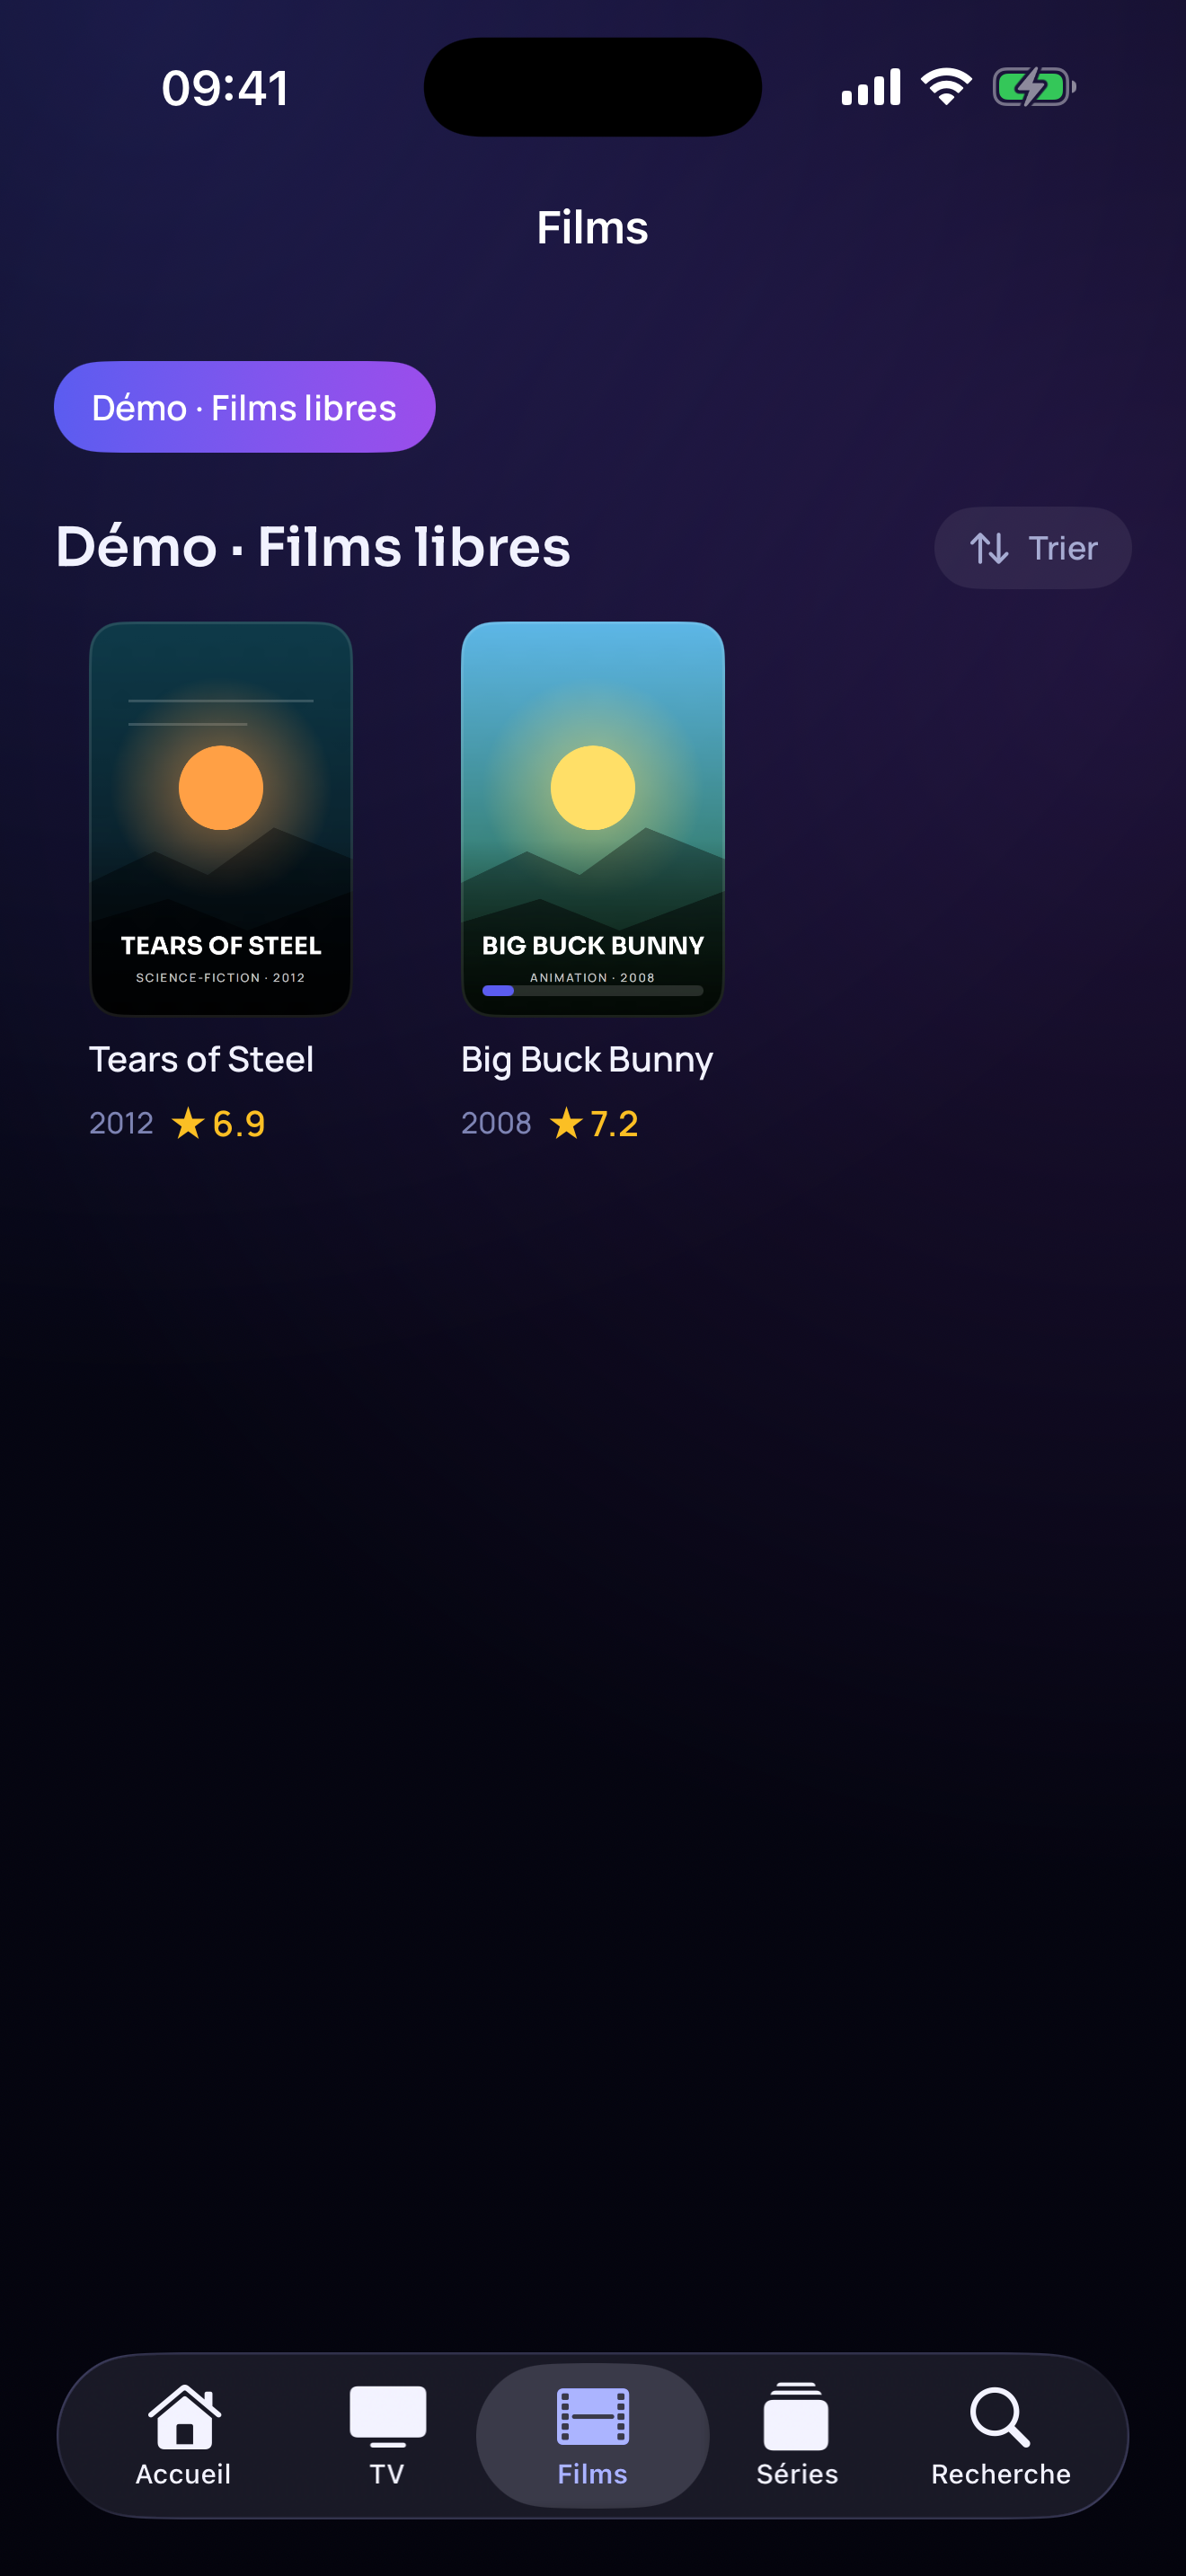 09:41
Films
Démo · Films libres
Démo · Films libres
Trier
TEARS OF STEEL
SCIENCE-FICTION · 2012
BIG BUCK BUNNY
ANIMATION · 2008
Tears of Steel
Big Buck Bunny
2012 ★ 6.9
2008 ★ 7.2
Accueil
TV
Films
Séries
Recherche